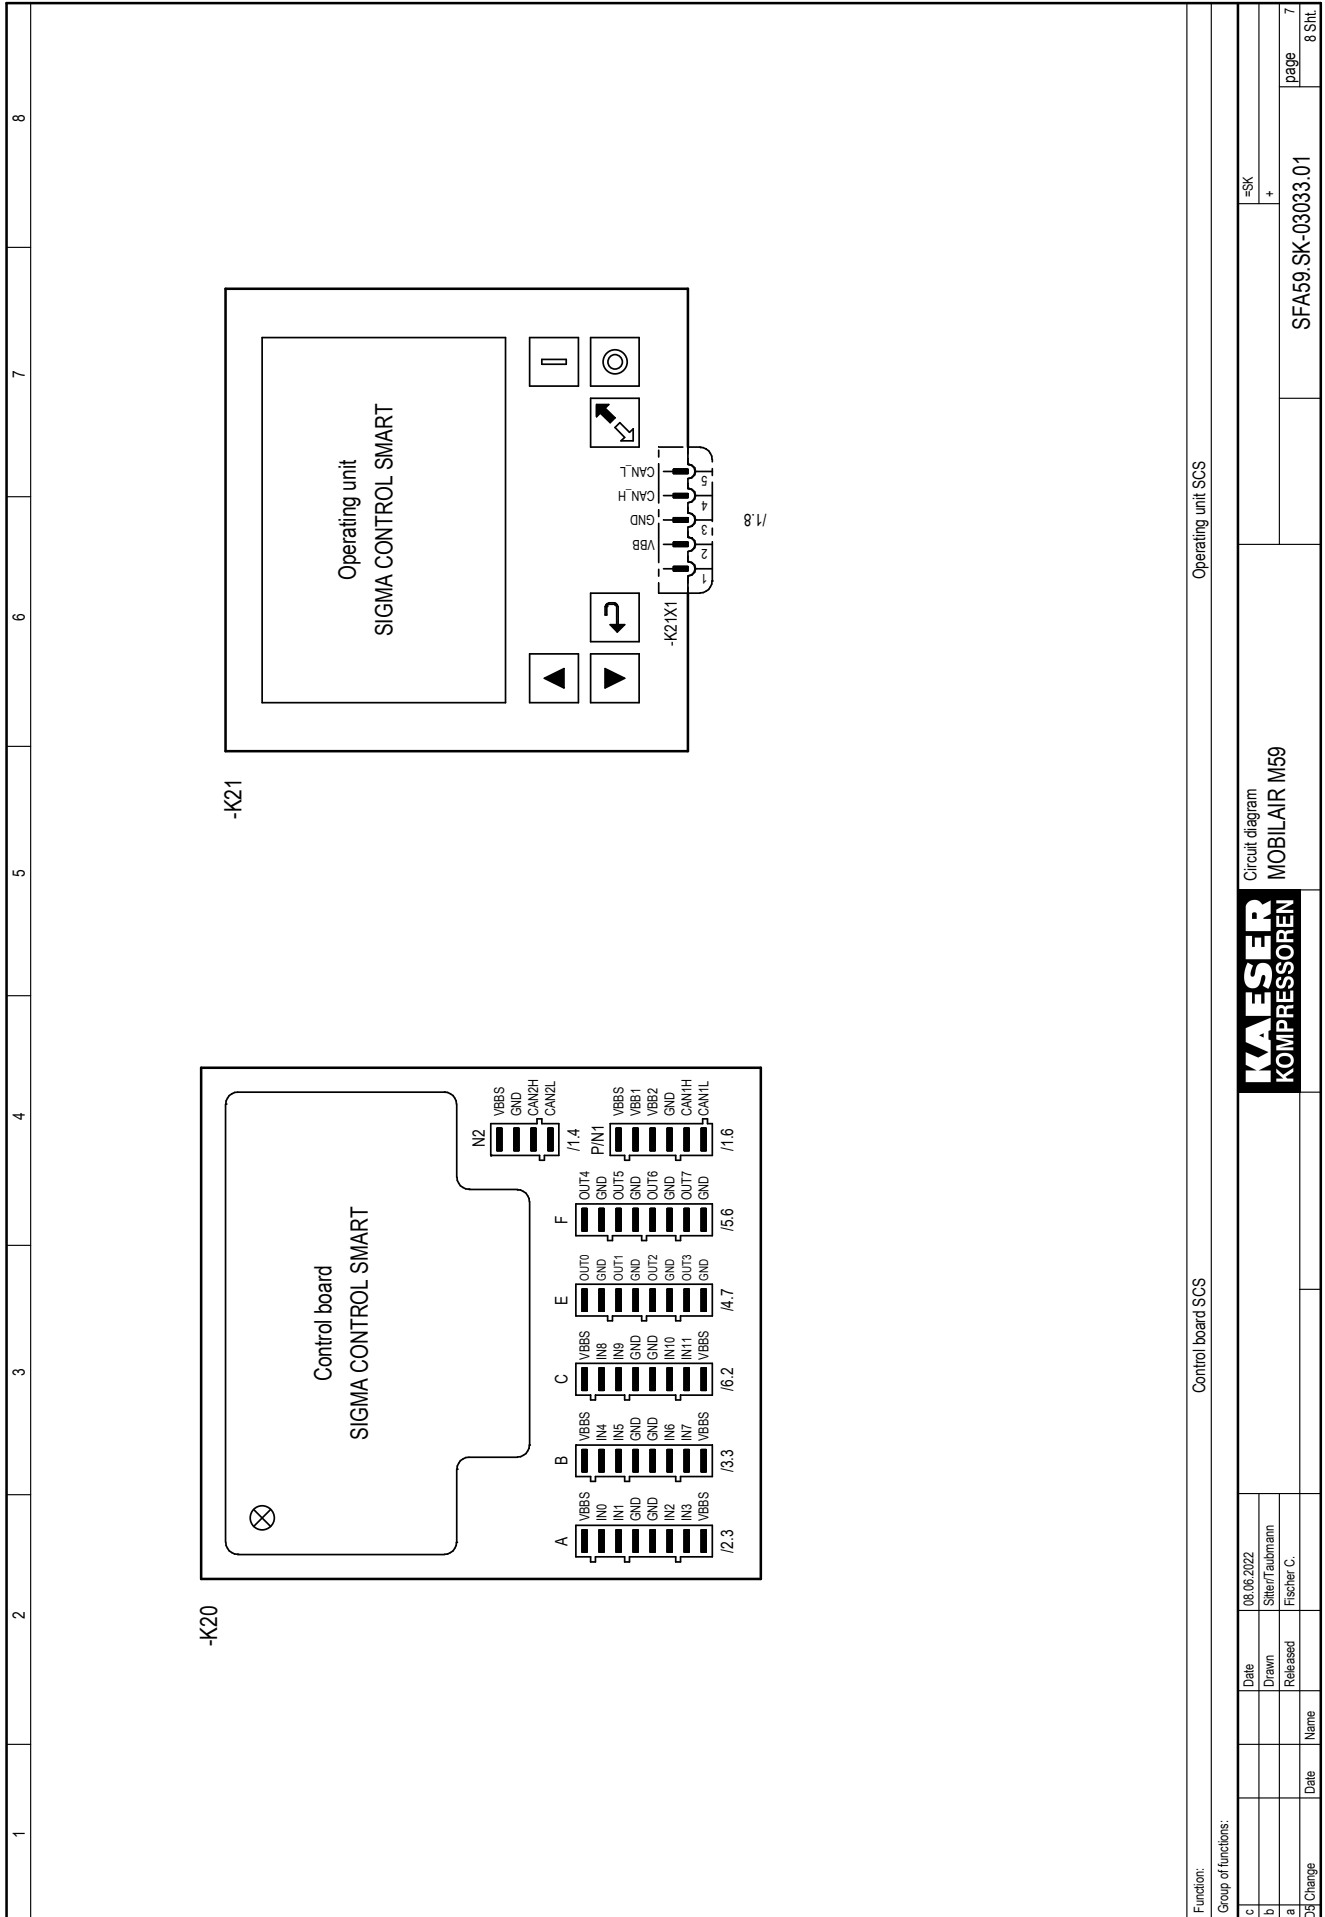 1
2
3
4
5
6
7
8
-K20
Control board
SIGMA CONTROL SMART
N2
VBBS
GND
CAN2H
CAN2L
/1.4
A
VBBS
IN0
IN1
GND
GND
IN2
IN3
VBBS
/2.3
B
VBBS
IN4
IN5
GND
GND
IN6
IN7
VBBS
/3.3
C
VBBS
IN8
IN9
GND
GND
IN10
IN11
VBBS
/6.2
E
OUT0
GND
OUT1
GND
OUT2
GND
OUT3
GND
/4.7
F
OUT4
GND
OUT5
GND
OUT6
GND
OUT7
GND
/5.6
P/N1
VBBS
VBB1
VBB2
GND
CAN1H
CAN1L
/1.6
-K21
Operating unit
SIGMA CONTROL SMART
-K21X1
VBB
GND
CAN_H
CAN_L
1
2
3
4
5
/1.8
Function:
Control board SCS
Operating unit SCS
Group of functions:
c
b
a
D5 Change
Date
Name
Date
08.06.2022
Drawn
Sitter/Taubmann
Released
Fischer C.
KAESER
KOMPRESSOREN
Circuit diagram
MOBILAIR M59
=SK
+
SFA59.SK-03033.01
page
7
8 Sht.